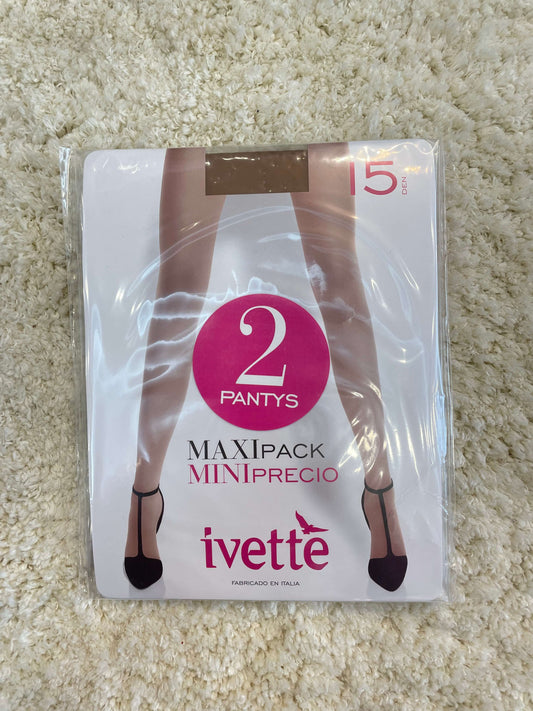 15
DEN
2
PANTYS
MAXIPACK
MINIPRECIO
ivette
FABRICADO EN ITALIA